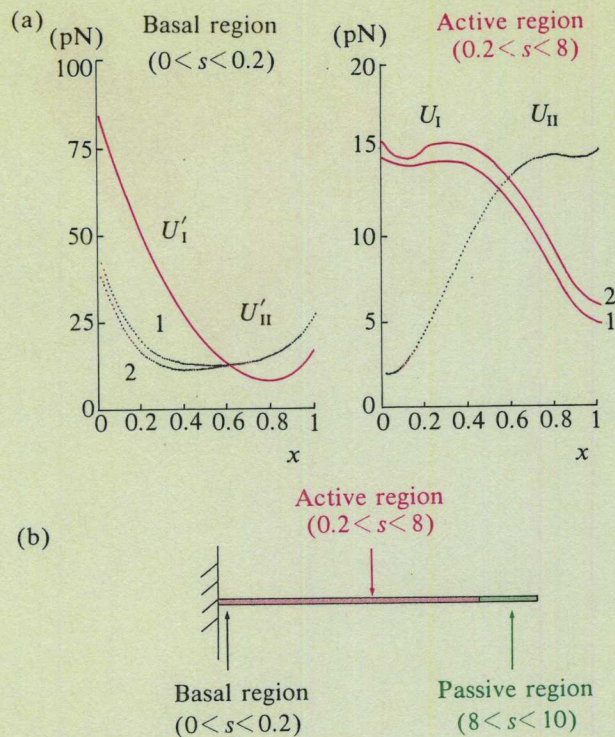 (a)
(pN) Basal region
(0<s<0.2)
100
75
50
25
0
U′I
U′II
1
2
0 0.2 0.4 0.6 0.8 1
x
(pN) Active region
(0.2<s<8)
20
15
10
5
0
UI UII
2
1
0 0.2 0.4 0.6 0.8 1
x
(b)
Active region
(0.2<s<8)
Basal region
(0<s<0.2)
Passive region
(8<s<10)